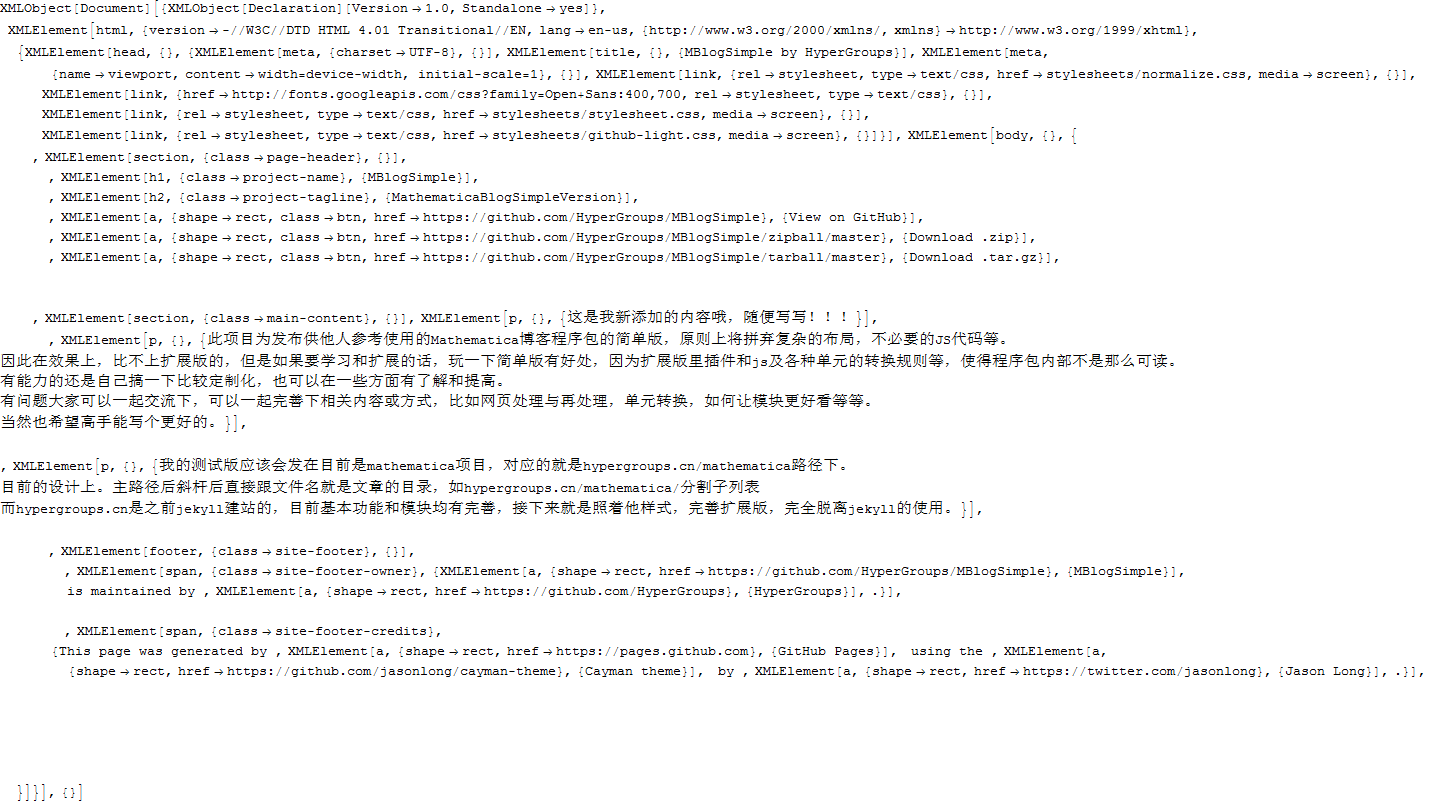 XMLObject[Document][{XMLObject[Declaration][Version→1.0, Standalone→yes]},
XMLElement[html, {version→-//W3C//DTD HTML 4.01 Transitional//EN, lang→en-us, {http://www.w3.org/2000/xmlns/, xmlns}→http://www.w3.org/1999/xhtml},
{XMLElement[head, {}, {XMLElement[meta, {charset→UTF-8}, {}], XMLElement[title, {}, {MBlogSimple by HyperGroups}], XMLElement[meta,
{name→viewport, content→width=device-width, initial-scale=1}, {}], XMLElement[link, {rel→stylesheet, type→text/css, href→stylesheets/normalize.css, media→screen}, {}],
XMLElement[link, {href→http://fonts.googleapis.com/css?family=Open+Sans:400,700, rel→stylesheet, type→text/css}, {}],
XMLElement[link, {rel→stylesheet, type→text/css, href→stylesheets/stylesheet.css, media→screen}, {}],
XMLElement[link, {rel→stylesheet, type→text/css, href→stylesheets/github-light.css, media→screen}, {}]}], XMLElement[body, {}, {
, XMLElement[section, {class→page-header}, {}],
, XMLElement[h1, {class→project-name}, {MBlogSimple}],
, XMLElement[h2, {class→project-tagline}, {MathematicaBlogSimpleVersion}],
, XMLElement[a, {shape→rect, class→btn, href→https://github.com/HyperGroups/MBlogSimple}, {View on GitHub}],
, XMLElement[a, {shape→rect, class→btn, href→https://github.com/HyperGroups/MBlogSimple/zipball/master}, {Download .zip}],
, XMLElement[a, {shape→rect, class→btn, href→https://github.com/HyperGroups/MBlogSimple/tarball/master}, {Download .tar.gz}],
, XMLElement[section, {class→main-content}, {}], XMLElement[p, {}, {这是我新添加的内容哦，随便写写！！！}],
, XMLElement[p, {}, {此项目为发布供他人参考使用的Mathematica博客程序包的简单版，原则上将拼弃复杂的布局，不必要的JS代码等。
因此在效果上，比不上扩展版的，但是如果要学习和扩展的话，玩一下简单版有好处，因为扩展版里插件和js及各种单元的转换规则等，使得程序包内部不是那么可读。
有能力的还是自己搞一下比较定制化，也可以在一些方面有了解和提高。
有问题大家可以一起交流下，可以一起完善下相关内容或方式，比如网页处理与再处理，单元转换，如何让模块更好看等等。
当然也希望高手能写个更好的。}],
, XMLElement[p, {}, {我的测试版应该会发在目前是mathematica项目，对应的就是hypergroups.cn/mathematica路径下。
目前的设计上。主路径后斜杆后直接跟文件名就是文章的目录，如hypergroups.cn/mathematica/分割子列表
而hypergroups.cn是之前jekyll建站的，目前基本功能和模块均有完善，接下来就是照着他样式，完善扩展版，完全脱离jekyll的使用。}],
, XMLElement[footer, {class→site-footer}, {}],
, XMLElement[span, {class→site-footer-owner}, {XMLElement[a, {shape→rect, href→https://github.com/HyperGroups/MBlogSimple}, {MBlogSimple}],
is maintained by , XMLElement[a, {shape→rect, href→https://github.com/HyperGroups}, {HyperGroups}], .}],
, XMLElement[span, {class→site-footer-credits},
{This page was generated by , XMLElement[a, {shape→rect, href→https://pages.github.com}, {GitHub Pages}], using the , XMLElement[a,
{shape→rect, href→https://github.com/jasonlong/cayman-theme}, {Cayman theme}], by , XMLElement[a, {shape→rect, href→https://twitter.com/jasonlong}, {Jason Long}], .}],
}]}], {}]